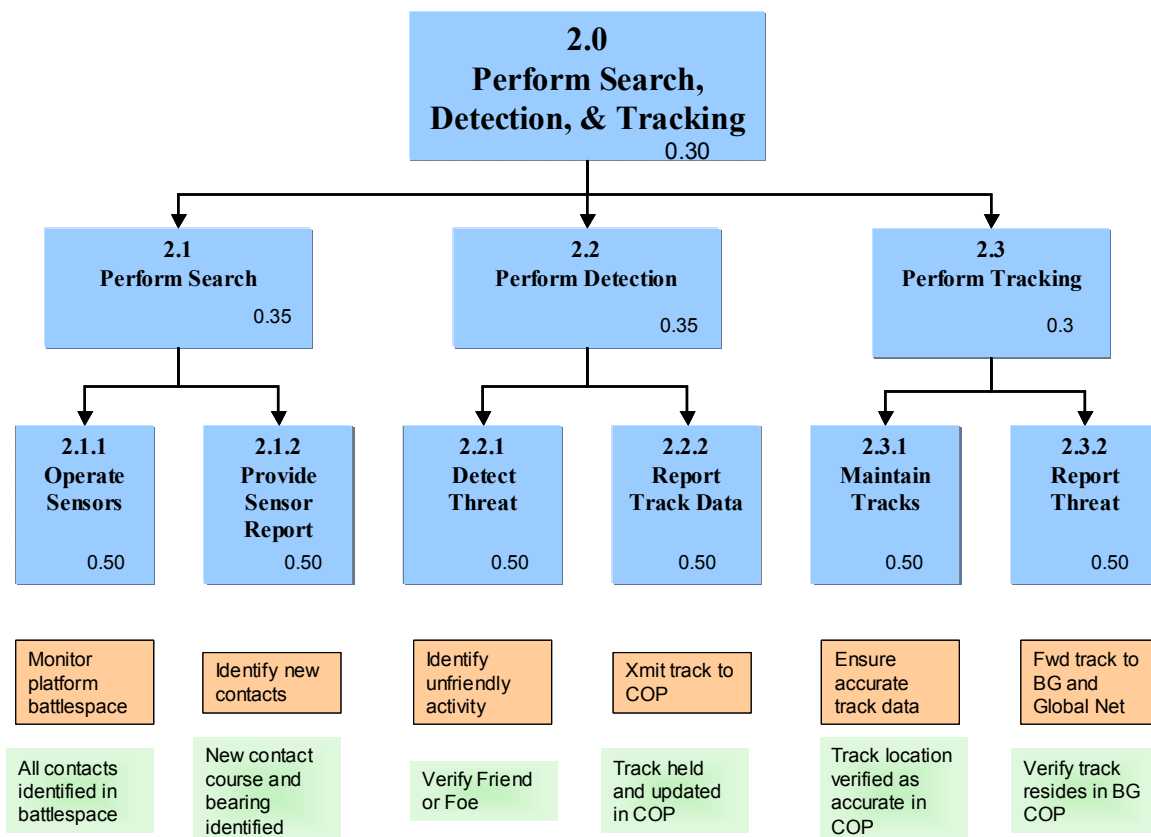 2.0
Perform Search,
Detection, & Tracking
0.30
2.1
Perform Search
0.35
2.2
Perform Detection
0.35
2.3
Perform Tracking
0.3
2.1.1
Operate
Sensors
0.50
2.1.2
Provide
Sensor
Report
0.50
2.2.1
Detect
Threat
0.50
2.2.2
Report
Track Data
0.50
2.3.1
Maintain
Tracks
0.50
2.3.2
Report
Threat
0.50
Monitor
platform
battlespace
Identify new
contacts
Identify
unfriendly
activity
Xmit track to
COP
Ensure
accurate
track data
Fwd track to
BG and
Global Net
All contacts
identified in
battlespace
New contact
course and
bearing
identified
Verify Friend
or Foe
Track held
and updated
in COP
Track location
verified as
accurate in
COP
Verify track
resides in BG
COP